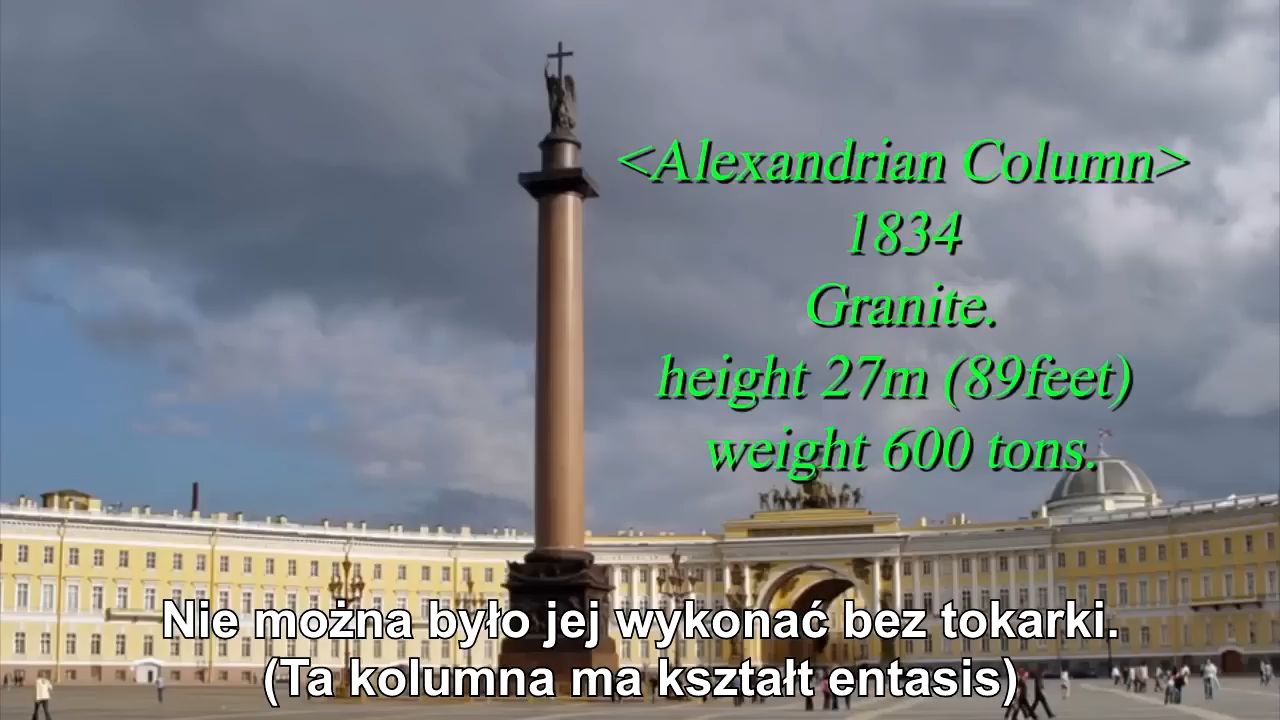 <Alexandrian Column>
1834
Granite.
height 27m (89feet)
weight 600 tons.
Nie można było jej wykonać bez tokarki.
(Ta kolumna ma kształt entasis)